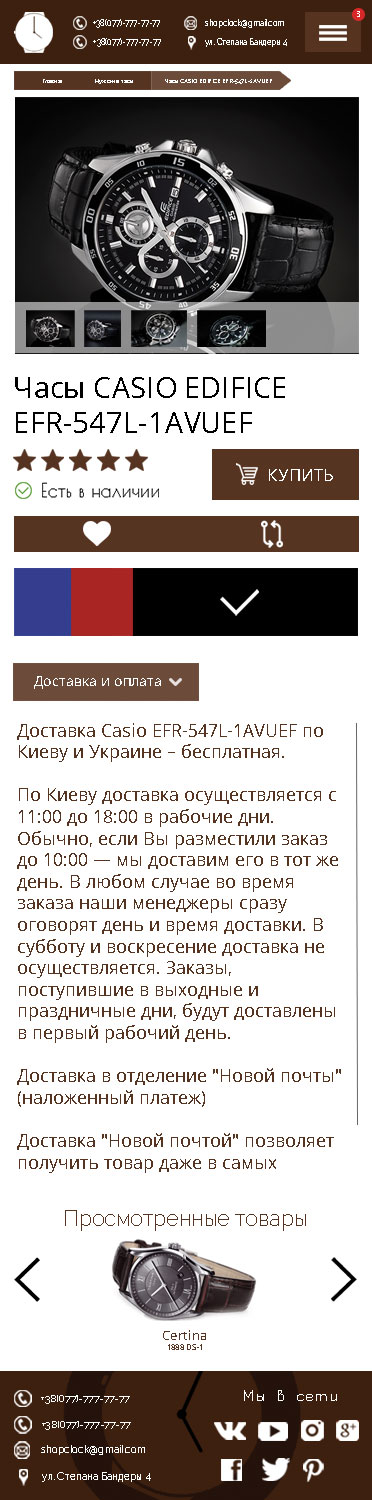 +38(077)-777-77-77
shopclock@gmail.com
3
+38(077)-777-77-77
ул. Степана Бандеры 4
Главная
Мужские часы
Часы CASIO EDIFICE EFR-547L-1AVUEF
Часы CASIO EDIFICE
EFR-547L-1AVUEF
Есть в наличии
КУПИТЬ
Доставка и оплата
Доставка Casio EFR-547L-1AVUEF по
Киеву и Украине – бесплатная.
По Киеву доставка осуществляется с
11:00 до 18:00 в рабочие дни.
Обычно, если Вы разместили заказ
до 10:00 — мы доставим его в тот же
день. В любом случае во время
заказа наши менеджеры сразу
оговорят день и время доставки. В
субботу и воскресение доставка не
осуществляется. Заказы,
поступившие в выходные и
праздничные дни, будут доставлены
в первый рабочий день.
Доставка в отделение "Новой почты"
(наложенный платеж)
Доставка "Новой почтой" позволяет
получить товар даже в самых
Просмотренные товары
Certina
1888 DS-1
Мы в сети
+38(077)-777-77-77
+38(077)-777-77-77
shopclock@gmail.com
ул. Степана Бандеры 4